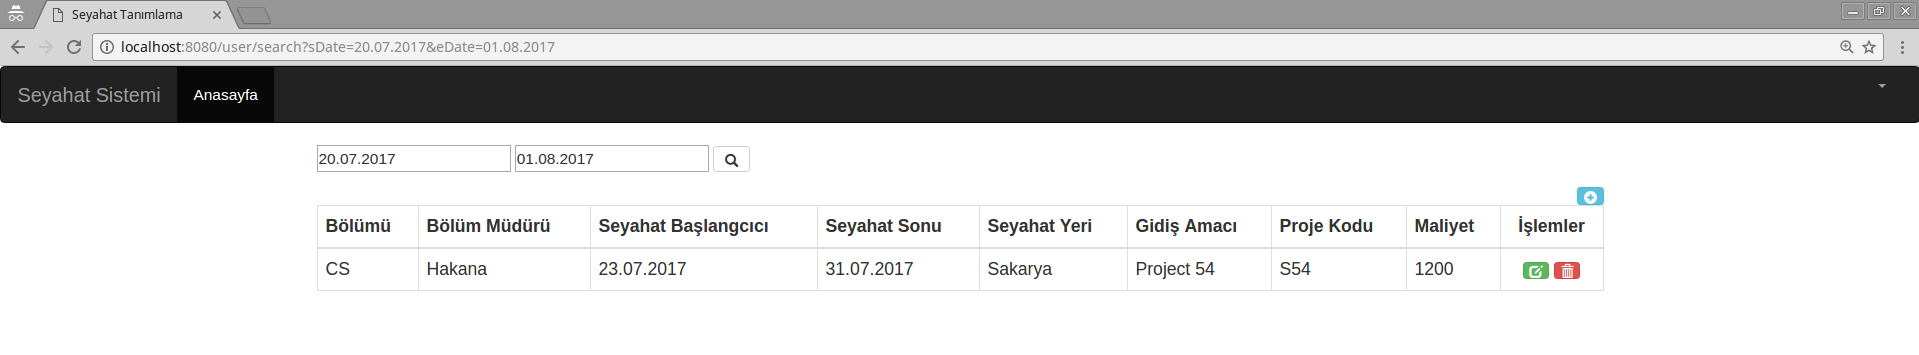 Seyahat Tanımlama
localhost:8080/user/search?sDate=20.07.2017&eDate=01.08.2017
Seyahat Sistemi Anasayfa
20.07.2017 01.08.2017
Bölümü Bölüm Müdürü Seyahat Başlangcıcı Seyahat Sonu Seyahat Yeri Gidiş Amacı Proje Kodu Maliyet İşlemler
CS Hakana 23.07.2017 31.07.2017 Sakarya Project 54 S54 1200